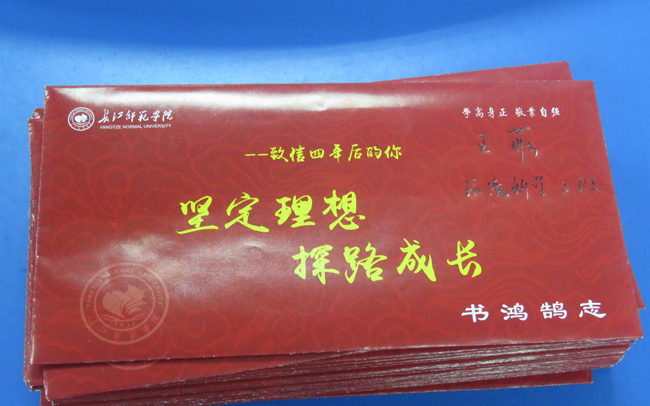 长江师范学院
YANGTZE NORMAL UNIVERSITY
学高身正 敬业自强
--致信四年后的你
坚定理想
探路成长
书鸿鹄志